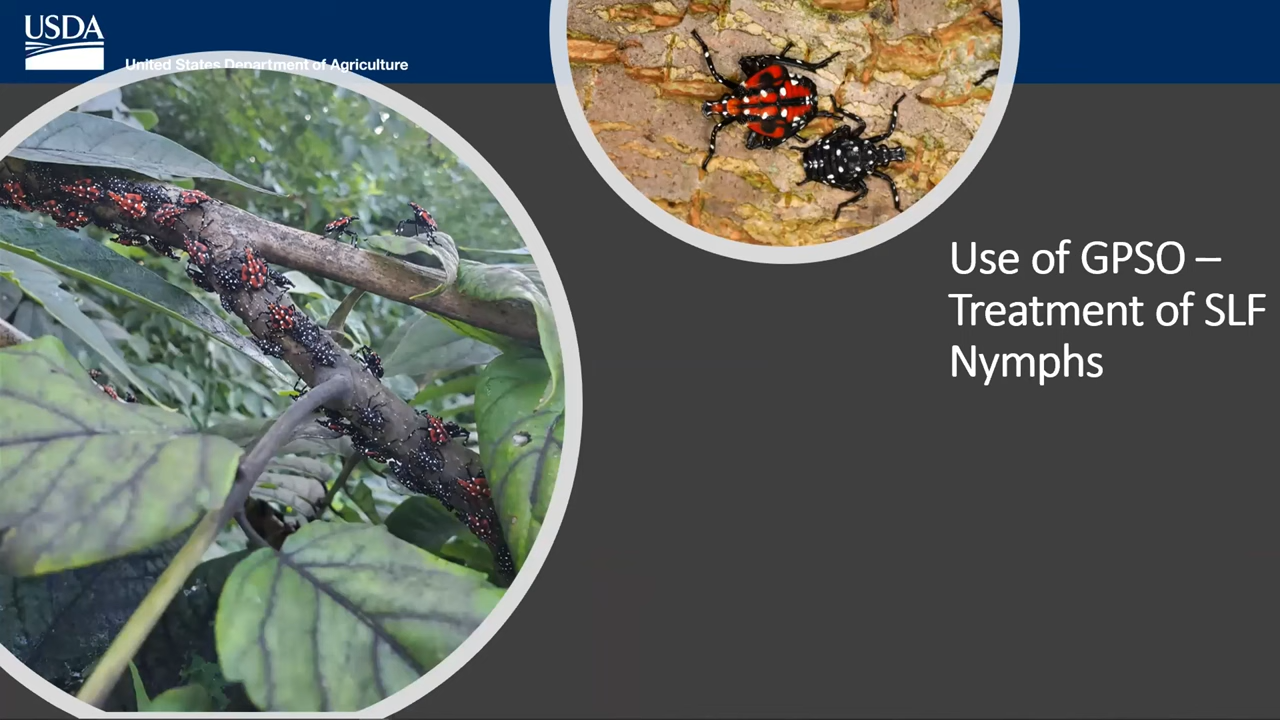 USDA
United States Department of Agriculture
Use of GPSO –
Treatment of SLF
Nymphs